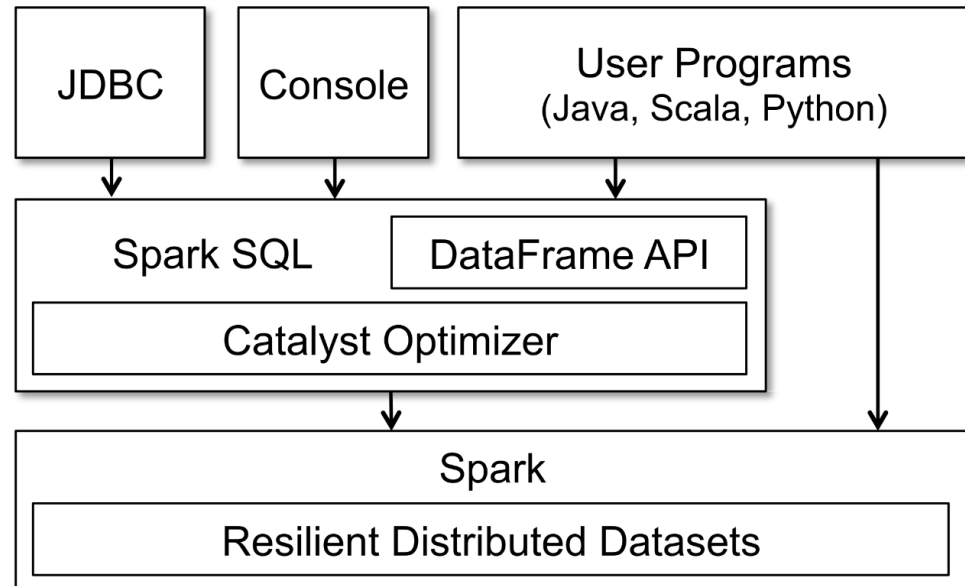 JDBC
Console
User Programs
(Java, Scala, Python)
Spark SQL
DataFrame API
Catalyst Optimizer
Spark
Resilient Distributed Datasets